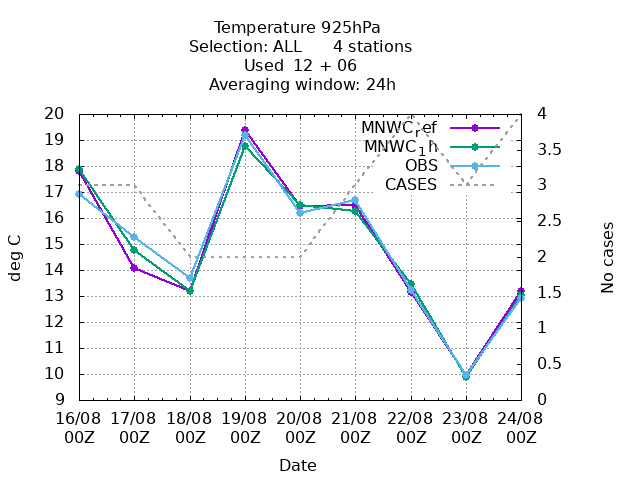 Temperature 925hPa
Selection: ALL      4 stations
Used  12 + 06
Averaging window: 24h
MNWC_ref
MNWC_1h
OBS
CASES
20
19
18
17
16
15
14
13
12
11
10
9
deg C
4
3.5
3
2.5
2
1.5
1
0.5
0
No cases
16/08 17/08 18/08 19/08 20/08 21/08 22/08 23/08 24/08
00Z 00Z 00Z 00Z 00Z 00Z 00Z 00Z 00Z
Date